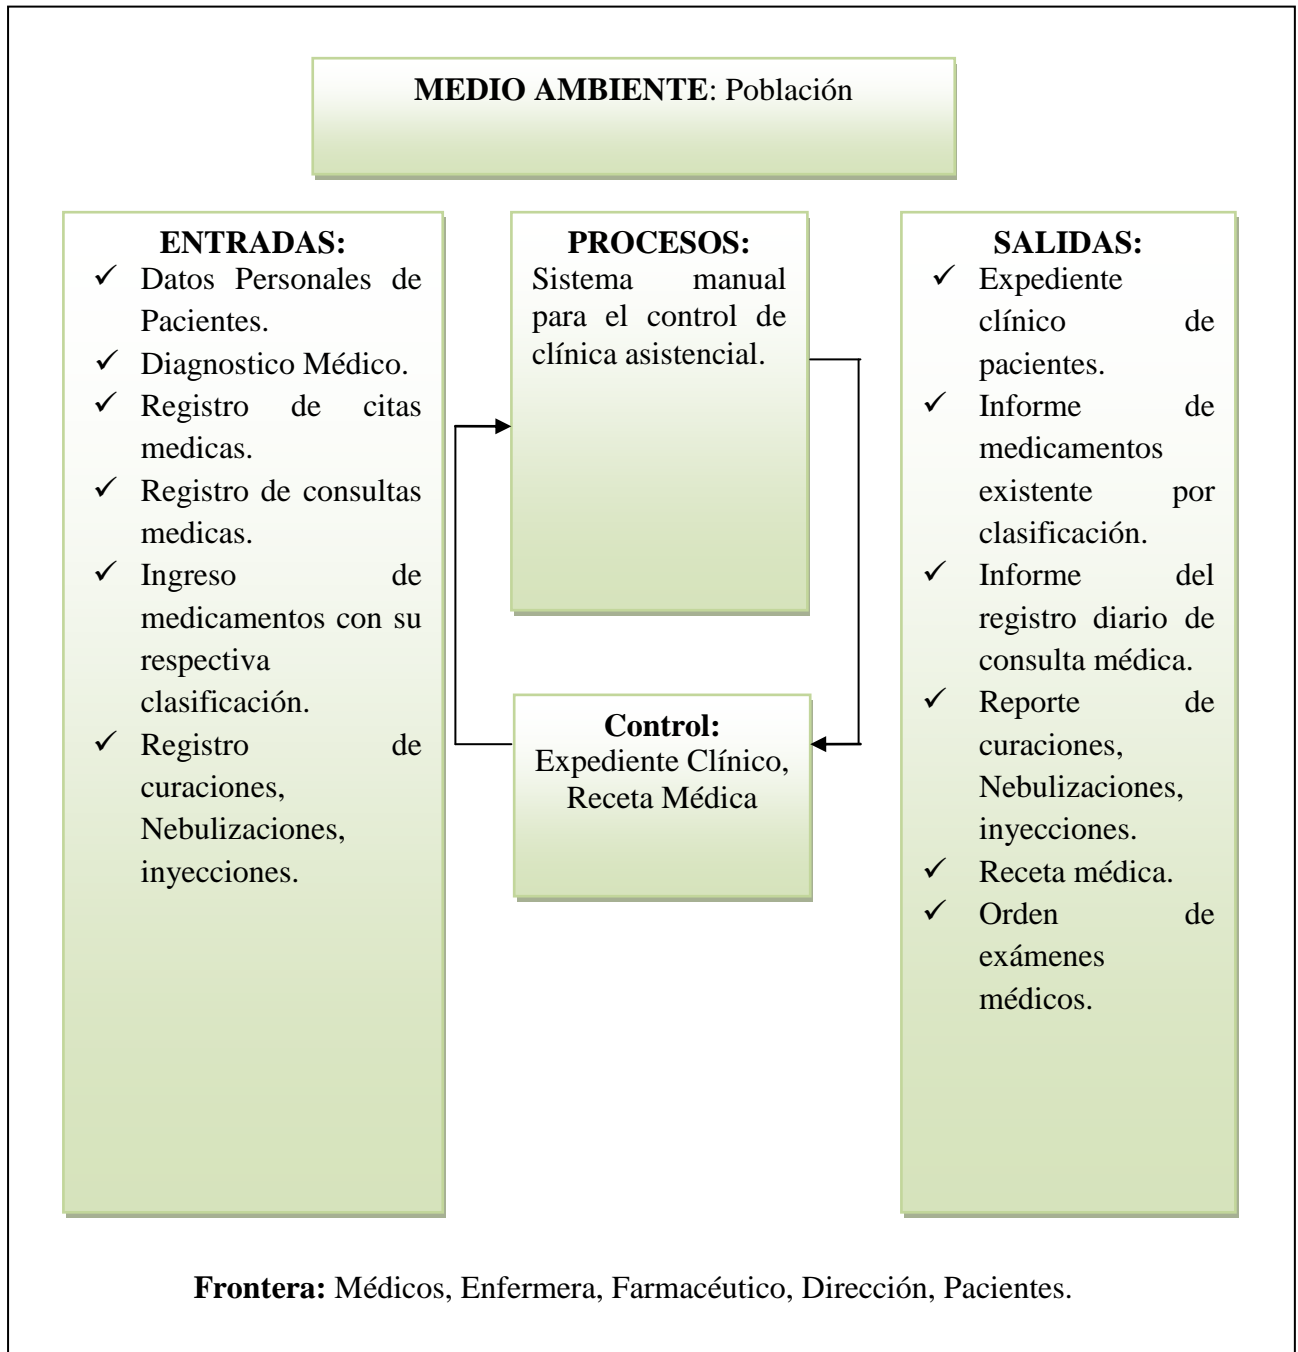 MEDIO AMBIENTE: Población
ENTRADAS:
✓ Datos Personales de
Pacientes.
✓ Diagnostico Médico.
✓ Registro de citas
medicas.
✓ Registro de consultas
medicas.
✓ Ingreso de
medicamentos con su
respectiva
clasificación.
✓ Registro de
curaciones,
Nebulizaciones,
inyecciones.
PROCESOS:
Sistema manual
para el control de
clínica asistencial.
Control:
Expediente Clínico,
Receta Médica
SALIDAS:
✓ Expediente
clínico de
pacientes.
✓ Informe de
medicamentos
existente por
clasificación.
✓ Informe del
registro diario de
consulta médica.
✓ Reporte de
curaciones,
Nebulizaciones,
inyecciones.
✓ Receta médica.
✓ Orden de
exámenes
médicos.
Frontera: Médicos, Enfermera, Farmacéutico, Dirección, Pacientes.